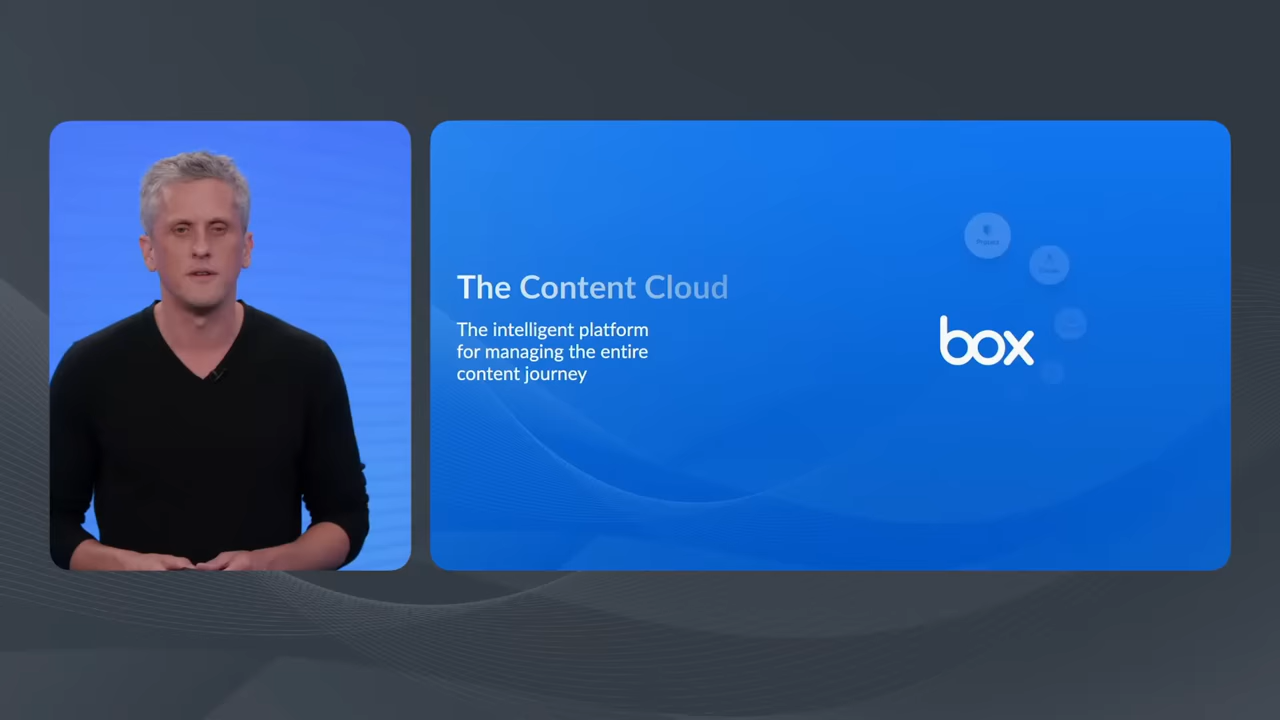 The Content Cloud
The intelligent platform
for managing the entire
content journey
box